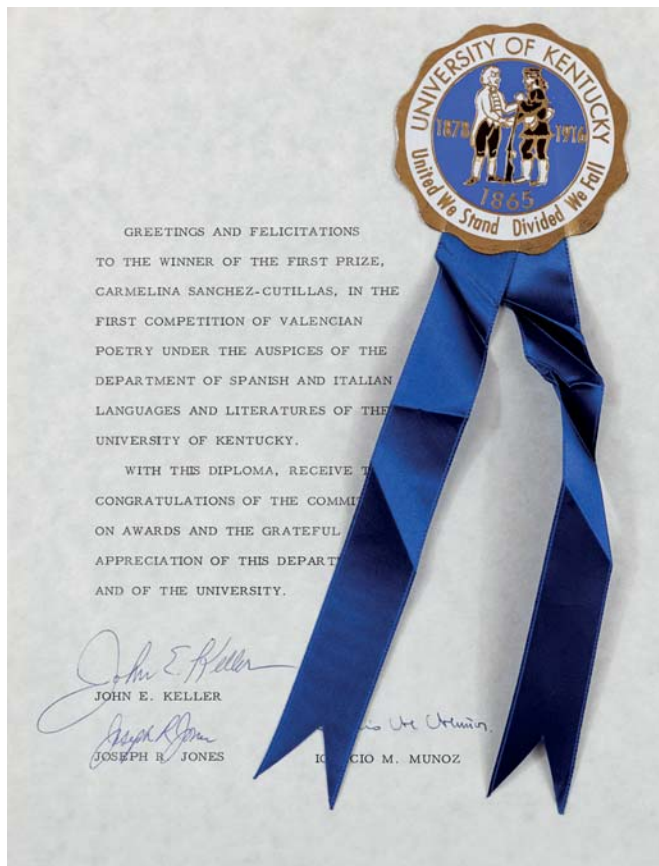 UNIVERSITY OF KENTUCKY
1878 1916
1865
United We Stand Divided We Fall
GREETINGS AND FELICITATIONS
TO THE WINNER OF THE FIRST PRIZE,
CARMELINA SANCHEZ-CUTILLAS, IN THE
FIRST COMPETITION OF VALENCIAN
POETRY UNDER THE AUSPICES OF THE
DEPARTMENT OF SPANISH AND ITALIAN
LANGUAGES AND LITERATURES OF THE
UNIVERSITY OF KENTUCKY.
WITH THIS DIPLOMA, RECEIVE
CONGRATULATIONS OF THE
ON AWARDS AND THE GRATEFUL
APPRECIATION OF THIS
AND OF THE UNIVERSITY.
John E. Keller
JOHN E. KELLER
Joseph R. Jones
JOSEPH R. JONES
CIO M. MUNOZ